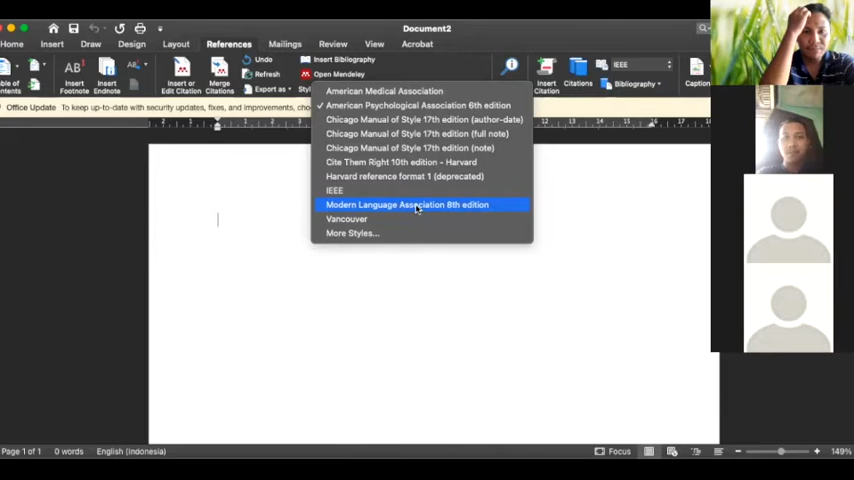 Document2
Home Insert Draw Design Layout References Mailings Review View Acrobat
Undo Insert Bibliography
Refresh Open Mendeley
Export as
IEEE
Insert Footnote
Insert Endnote
AB
Insert or Edit Citation
Merge Citations
Insert Citation
Citations
Bibliography
Office Update To keep up-to-date with security updates, fixes, and improvements,
American Medical Association
✓ American Psychological Association 6th edition
Chicago Manual of Style 17th edition (author-date)
Chicago Manual of Style 17th edition (full note)
Chicago Manual of Style 17th edition (note)
Cite Them Right 10th edition - Harvard
Harvard reference format 1 (deprecated)
IEEE
Modern Language Association 8th edition
Vancouver
More Styles...
Page 1 of 1 0 words English (Indonesia) Focus 149%